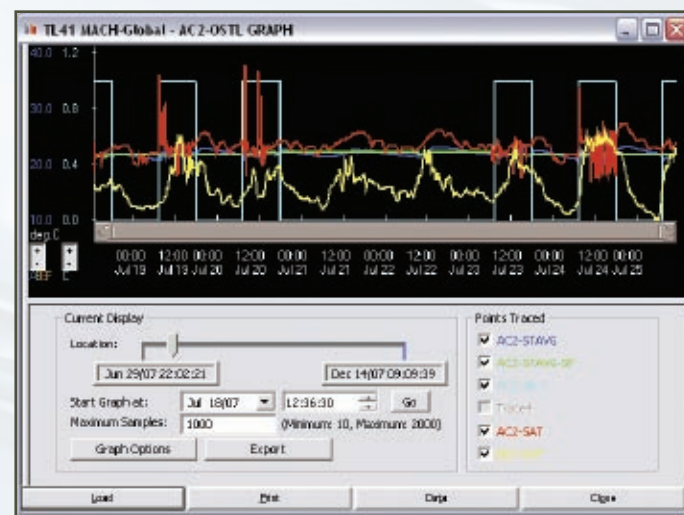 TL41 MACH-Global - AC2-OSTL GRAPH
40.0 1.2
30.0 0.8
20.0 0.4
10.0 0.0
deg.C
00:00 12:00 00:00 12:00 00:00 12:00 00:00 12:00 00:00 12:00 00:00 12:00 00:00
Jul 19 Jul 19 Jul 20 Jul 20 Jul 21 Jul 21 Jul 22 Jul 22 Jul 23 Jul 23 Jul 24 Jul 24 Jul 25
Current Display
Location:
Jun 29/07 22:02:21
Dec 14/07 09:09:39
Start Graph at: Jul 18/07 12:36:30 Go
Maximum Samples: 1000 (Minimum: 10, Maximum: 2000)
Graph Options Export
Points Traced
AC2-STAVG
AC2-STAVG-SP
Trace4
AC2-SAT
Load Print Data Close